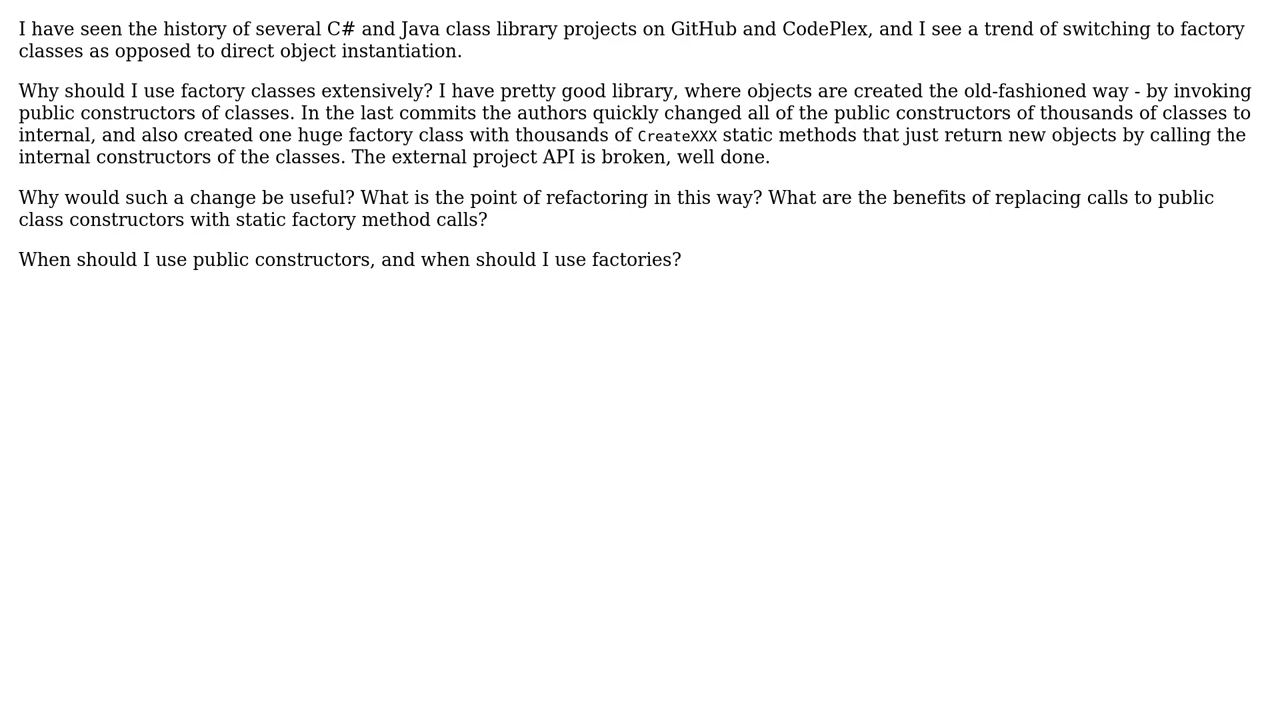 I have seen the history of several C# and Java class library projects on GitHub and CodePlex, and I see a trend of switching to factory
classes as opposed to direct object instantiation.
Why should I use factory classes extensively? I have pretty good library, where objects are created the old-fashioned way - by invoking
public constructors of classes. In the last commits the authors quickly changed all of the public constructors of thousands of classes to
internal, and also created one huge factory class with thousands of CreateXXX static methods that just return new objects by calling the
internal constructors of the classes. The external project API is broken, well done.
Why would such a change be useful? What is the point of refactoring in this way? What are the benefits of replacing calls to public
class constructors with static factory method calls?
When should I use public constructors, and when should I use factories?